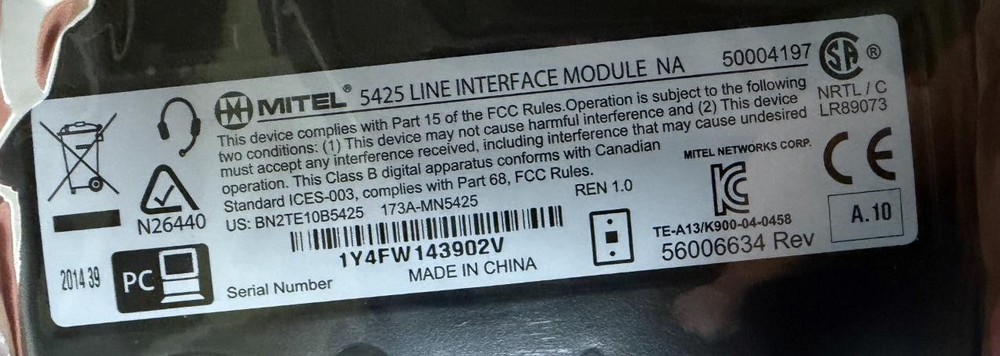 MITEL® 5425 LINE INTERFACE MODULE NA 50004197
This device complies with Part 15 of the FCC Rules.Operation is subject to the following
two conditions: (1) This device may not cause harmful interference and (2) This device
must accept any interference received, including interference that may cause undesired
operation. This Class B digital apparatus conforms with Canadian
Standard ICES-003, complies with Part 68, FCC Rules.
US: BN2TE10B5425 173A-MN5425
REN 1.0
1Y4FW143902V
Serial Number
MADE IN CHINA
N26440
2014 39
PC
SA ®
NRTL / C
LR89073
MITEL NETWORKS CORP.
CE
TE-A13/K900-04-0458
56006634 Rev
A.10